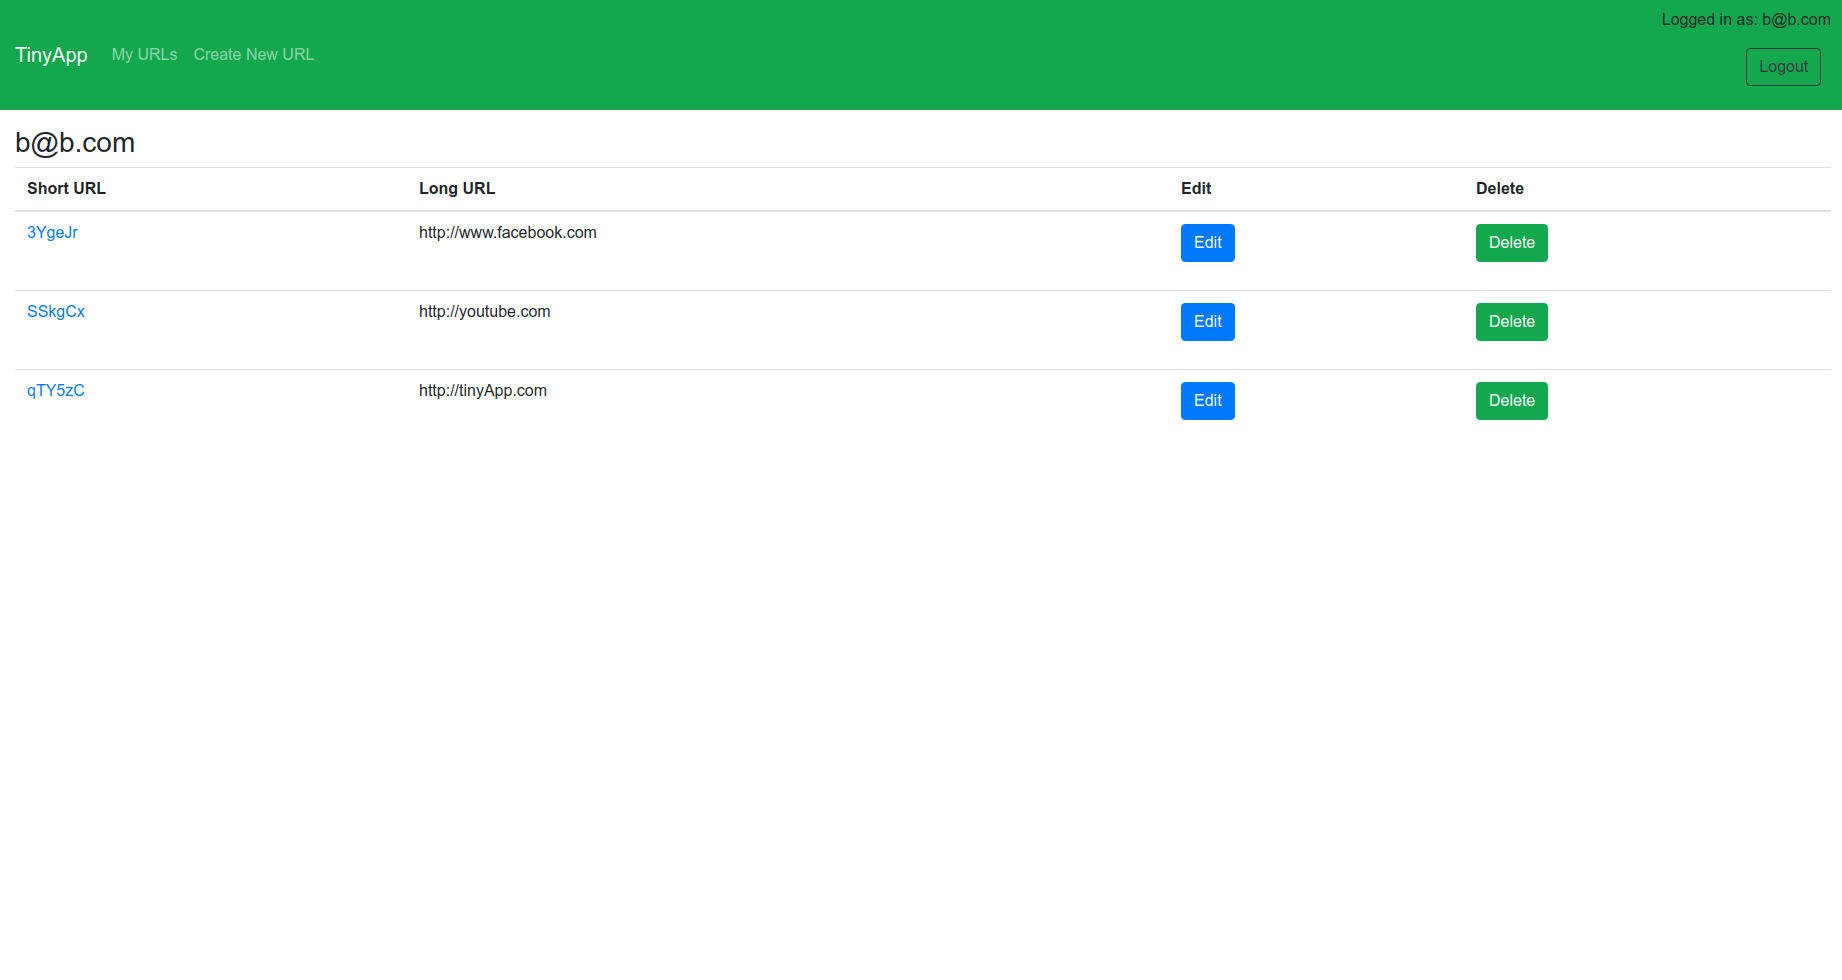 Logged in as: b@b.com
TinyApp My URLs Create New URL
Logout
b@b.com
Short URL Long URL Edit Delete
3YgeJr http://www.facebook.com Edit Delete
SSkgCx http://youtube.com Edit Delete
qTY5zC http://tinyApp.com Edit Delete